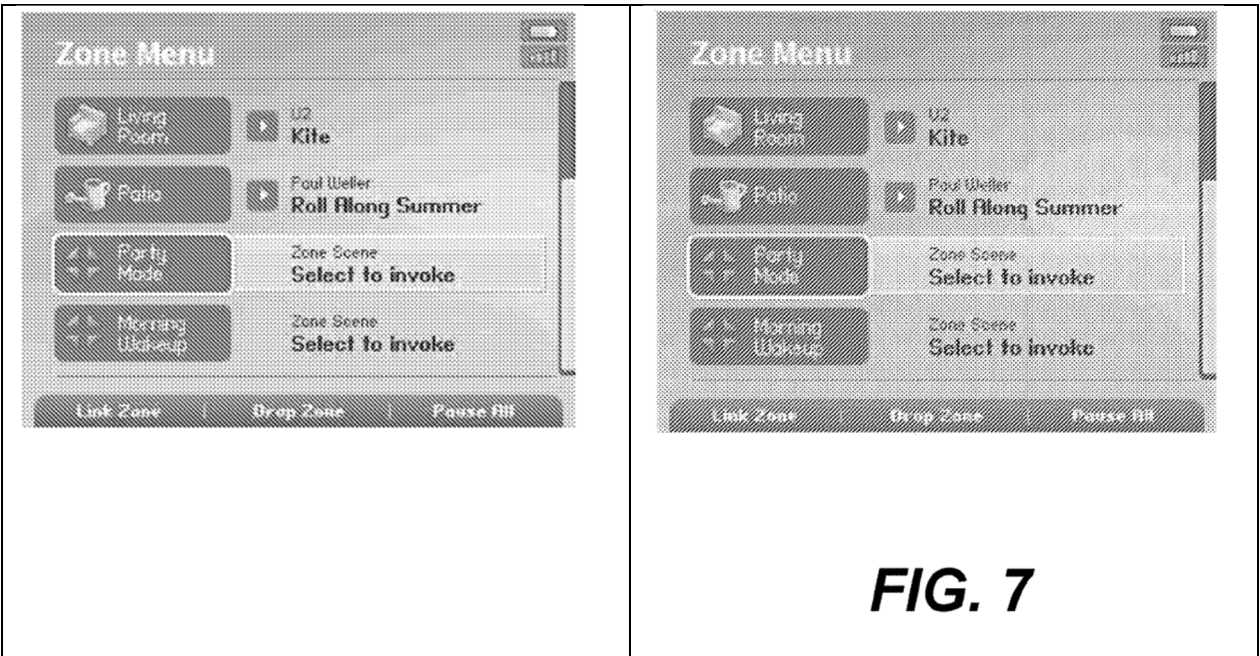 Zone Menu
Living
Room
U2
Kite
Patio
Paul Weller
Roll Along Summer
Party
Mode
Zone Scene
Select to invoke
Morning
Wakeup
Zone Scene
Select to invoke
Link Zone | Drop Zone | Pause All
Zone Menu
Living
Room
U2
Kite
Patio
Paul Weller
Roll Along Summer
Party
Mode
Zone Scene
Select to invoke
Morning
Wakeup
Zone Scene
Select to invoke
Link Zone | Drop Zone | Pause All
FIG. 7